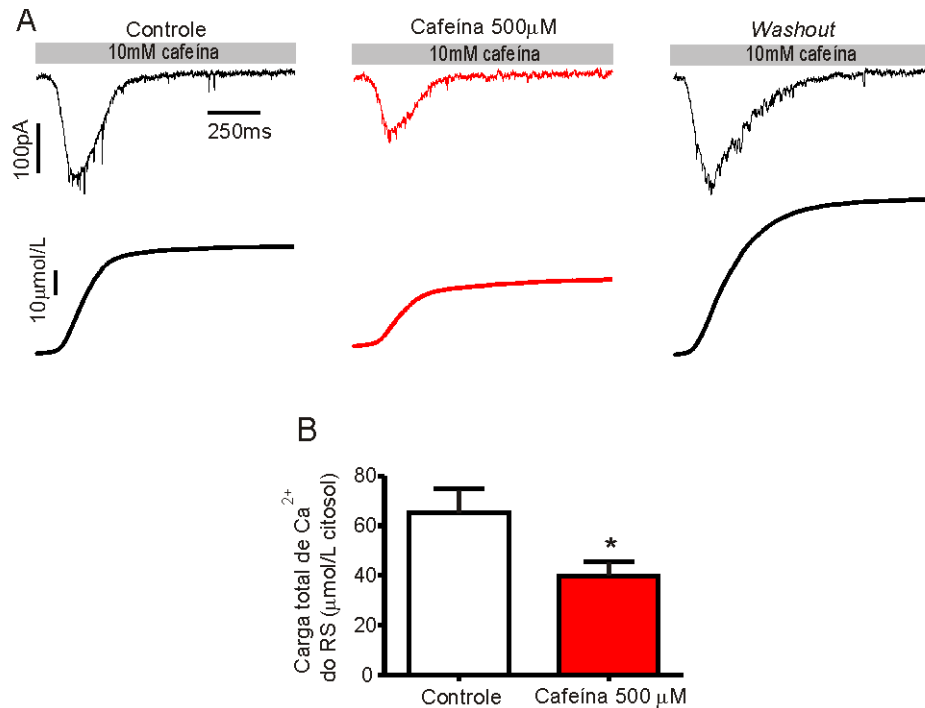 A
Controle
Cafeína 500μM
Washout
10mM cafeína
10mM cafeína
10mM cafeína
100pA
250ms
10μmol/L
B
Carga total de Ca2+
do RS (μmol/L citosol)
80
60
40
20
0
*
Controle
Cafeína 500 μM